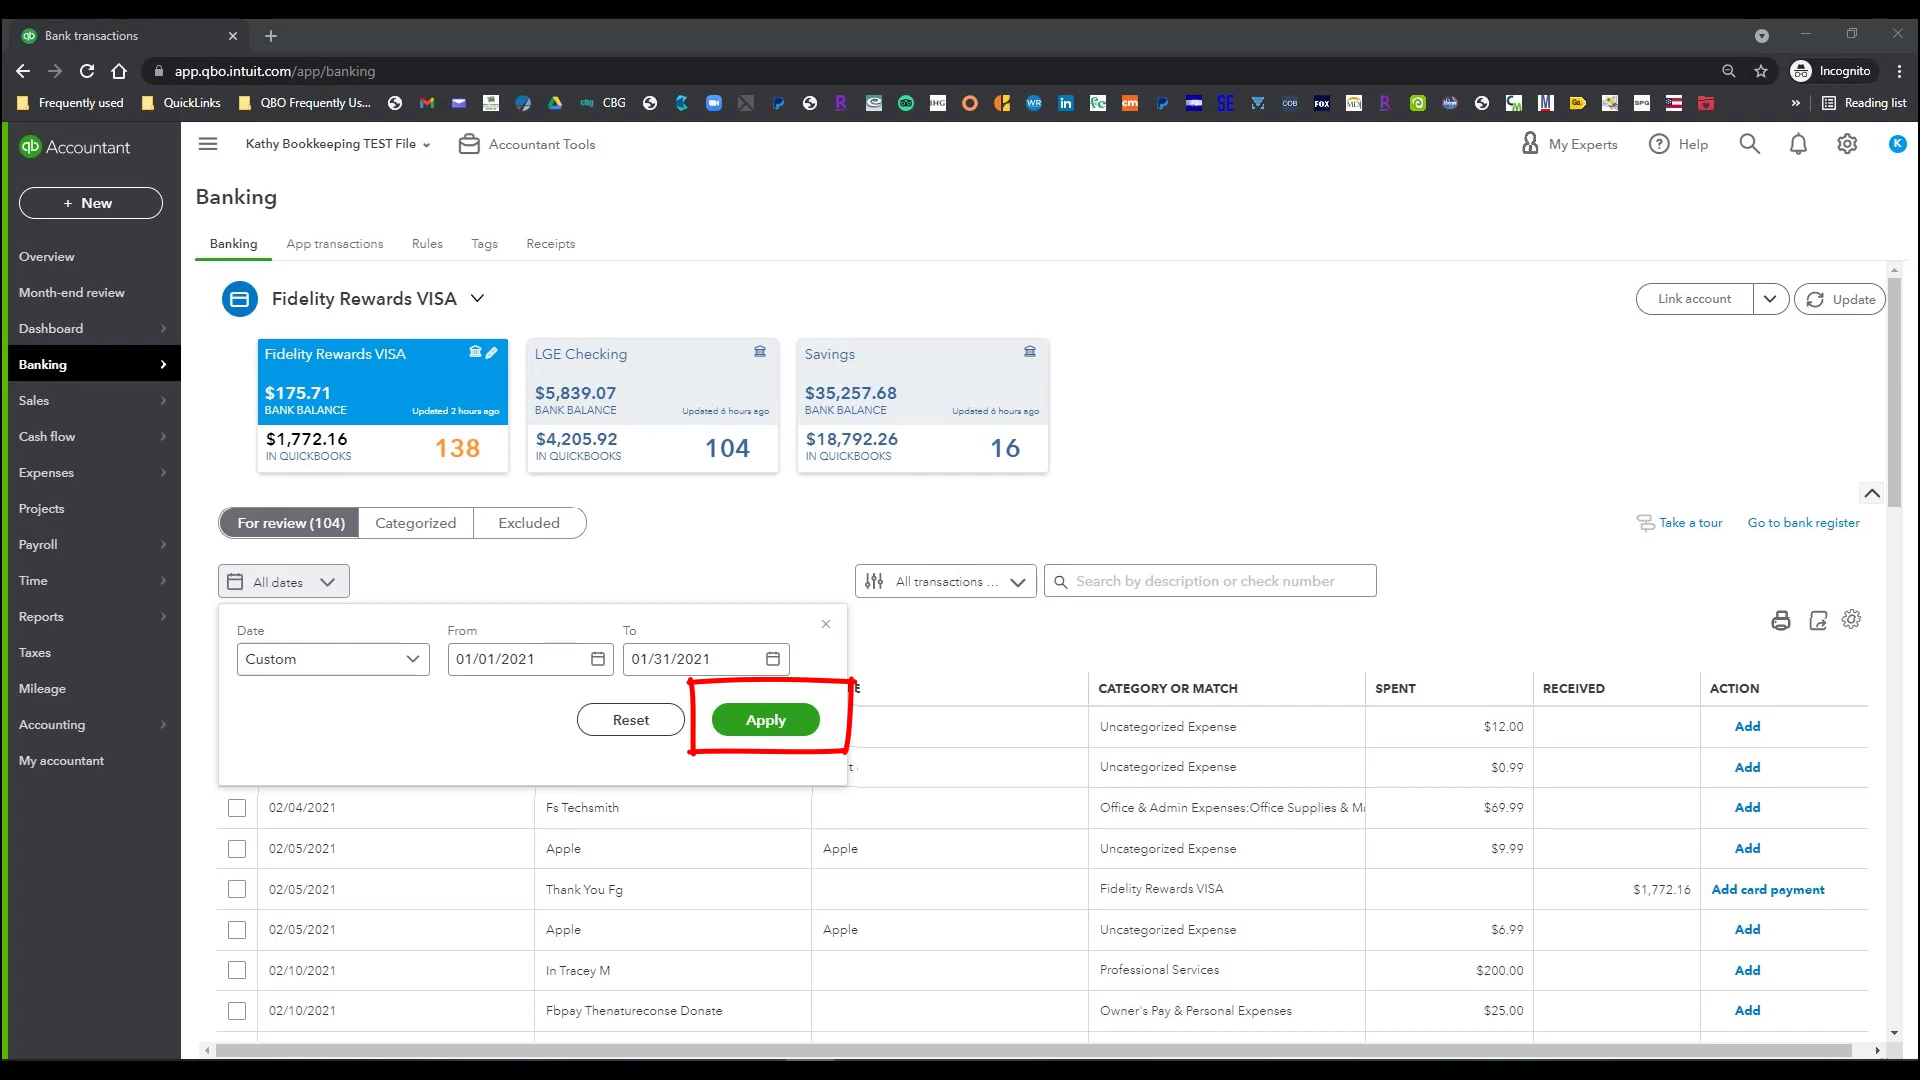 Bank transactions
app.qbo.intuit.com/app/banking
Incognito
Frequently used
QuickLinks
QBO Frequently Us...
CBG
Reading list
qb Accountant
Kathy Bookkeeping TEST File
Accountant Tools
My Experts
Help
K
+ New
Overview
Month-end review
Dashboard
Banking
Sales
Cash flow
Expenses
Projects
Payroll
Time
Reports
Taxes
Mileage
Accounting
My accountant
Banking
Banking App transactions Rules Tags Receipts
Fidelity Rewards VISA
Link account
Update
Fidelity Rewards VISA
$175.71
BANK BALANCE Updated 2 hours ago
$1,772.16
IN QUICKBOOKS
138
LGE Checking
$5,839.07
BANK BALANCE Updated 6 hours ago
$4,205.92
IN QUICKBOOKS
104
Savings
$35,257.68
BANK BALANCE Updated 6 hours ago
$18,792.26
IN QUICKBOOKS
16
For review (104) Categorized Excluded
Take a tour Go to bank register
All dates
All transactions ...
Search by description or check number
Date From To
Custom 01/01/2021 01/31/2021
Reset Apply
CATEGORY OR MATCH SPENT RECEIVED ACTION
Uncategorized Expense $12.00 Add
Uncategorized Expense $0.99 Add
02/04/2021 Fs Techsmith Office & Admin Expenses:Office Supplies & Ma $69.99 Add
02/05/2021 Apple Apple Uncategorized Expense $9.99 Add
02/05/2021 Thank You Fg Fidelity Rewards VISA $1,772.16 Add card payment
02/05/2021 Apple Apple Uncategorized Expense $6.99 Add
02/10/2021 In Tracey M Professional Services $200.00 Add
02/10/2021 Fbpay Thenatureconse Donate Owner's Pay & Personal Expenses $25.00 Add